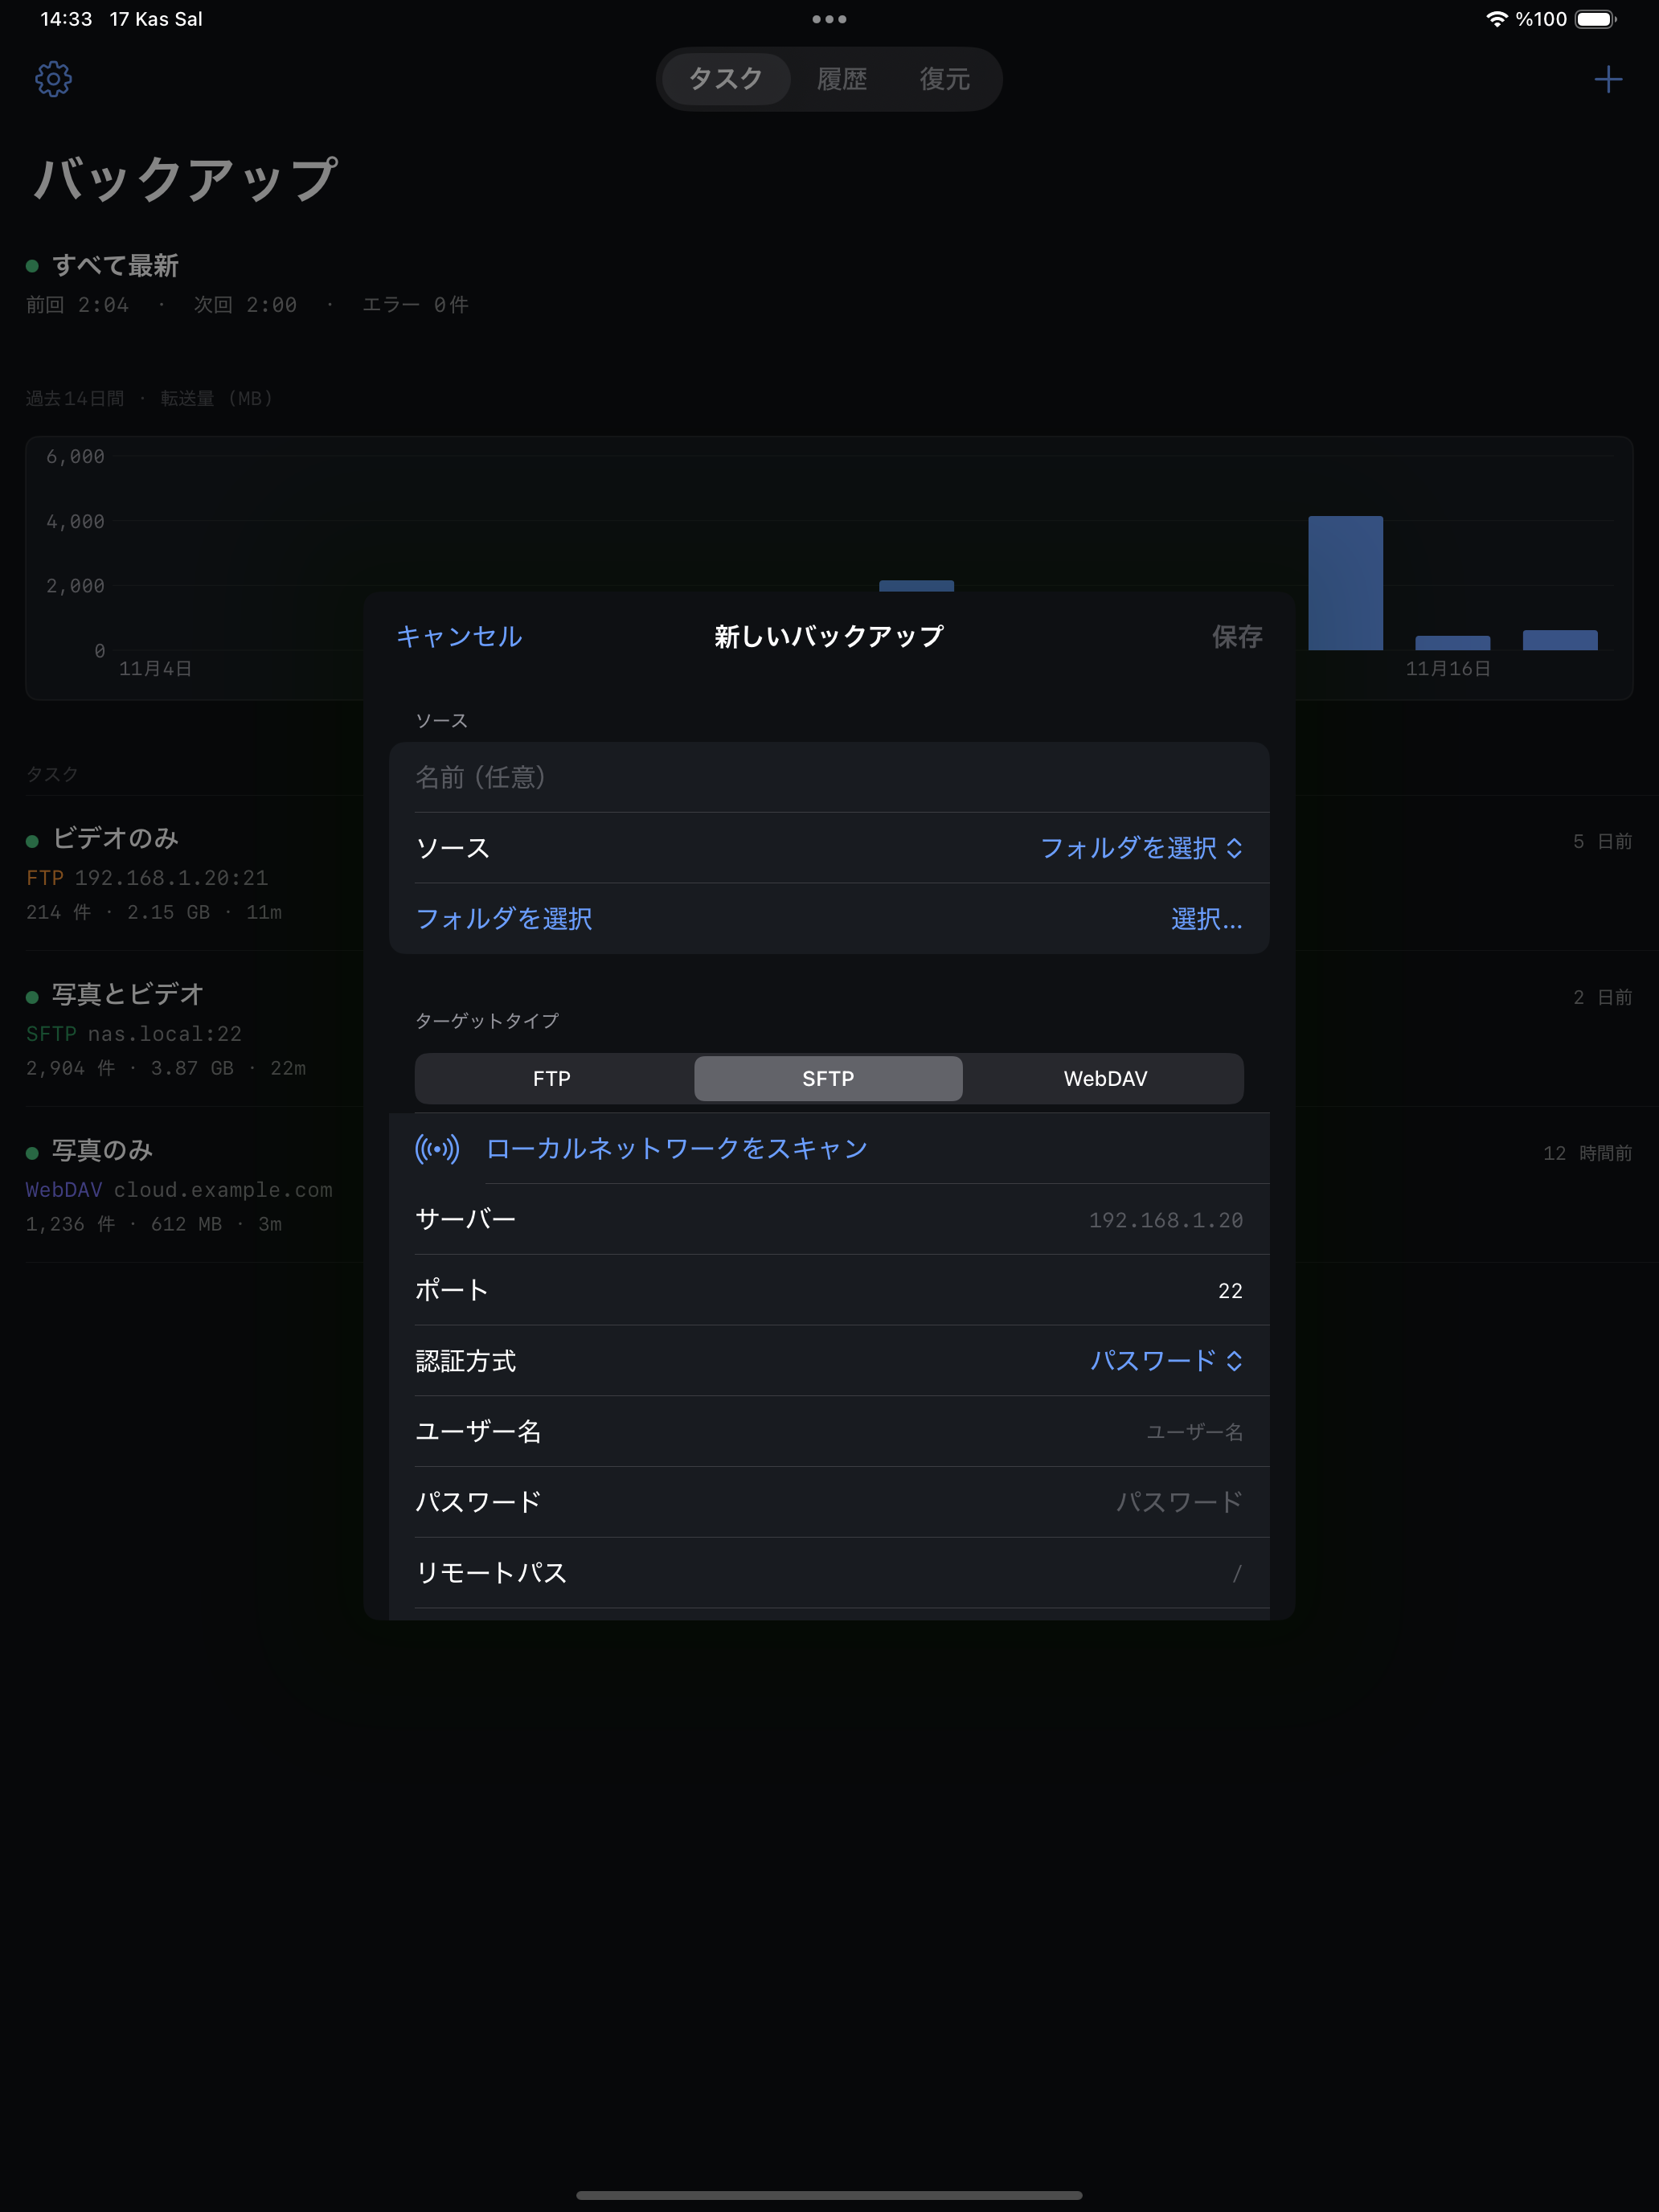 14:33 17 Kas Sal
%100
タスク 履歴 復元
バックアップ
すべて最新
前回 2:04 · 次回 2:00 · エラー 0件
過去14日間 · 転送量 (MB)
6,000
4,000
2,000
0
11月4日
11月16日
タスク
ビデオのみ
5 日前
FTP 192.168.1.20:21
214 件 · 2.15 GB · 11m
写真とビデオ
2 日前
SFTP nas.local:22
2,904 件 · 3.87 GB · 22m
写真のみ
12 時間前
WebDAV cloud.example.com
1,236 件 · 612 MB · 3m
キャンセル 新しいバックアップ 保存
ソース
名前（任意）
ソース フォルダを選択
フォルダを選択 選択...
ターゲットタイプ
FTP SFTP WebDAV
ローカルネットワークをスキャン
サーバー 192.168.1.20
ポート 22
認証方式 パスワード
ユーザー名 ユーザー名
パスワード パスワード
リモートパス /